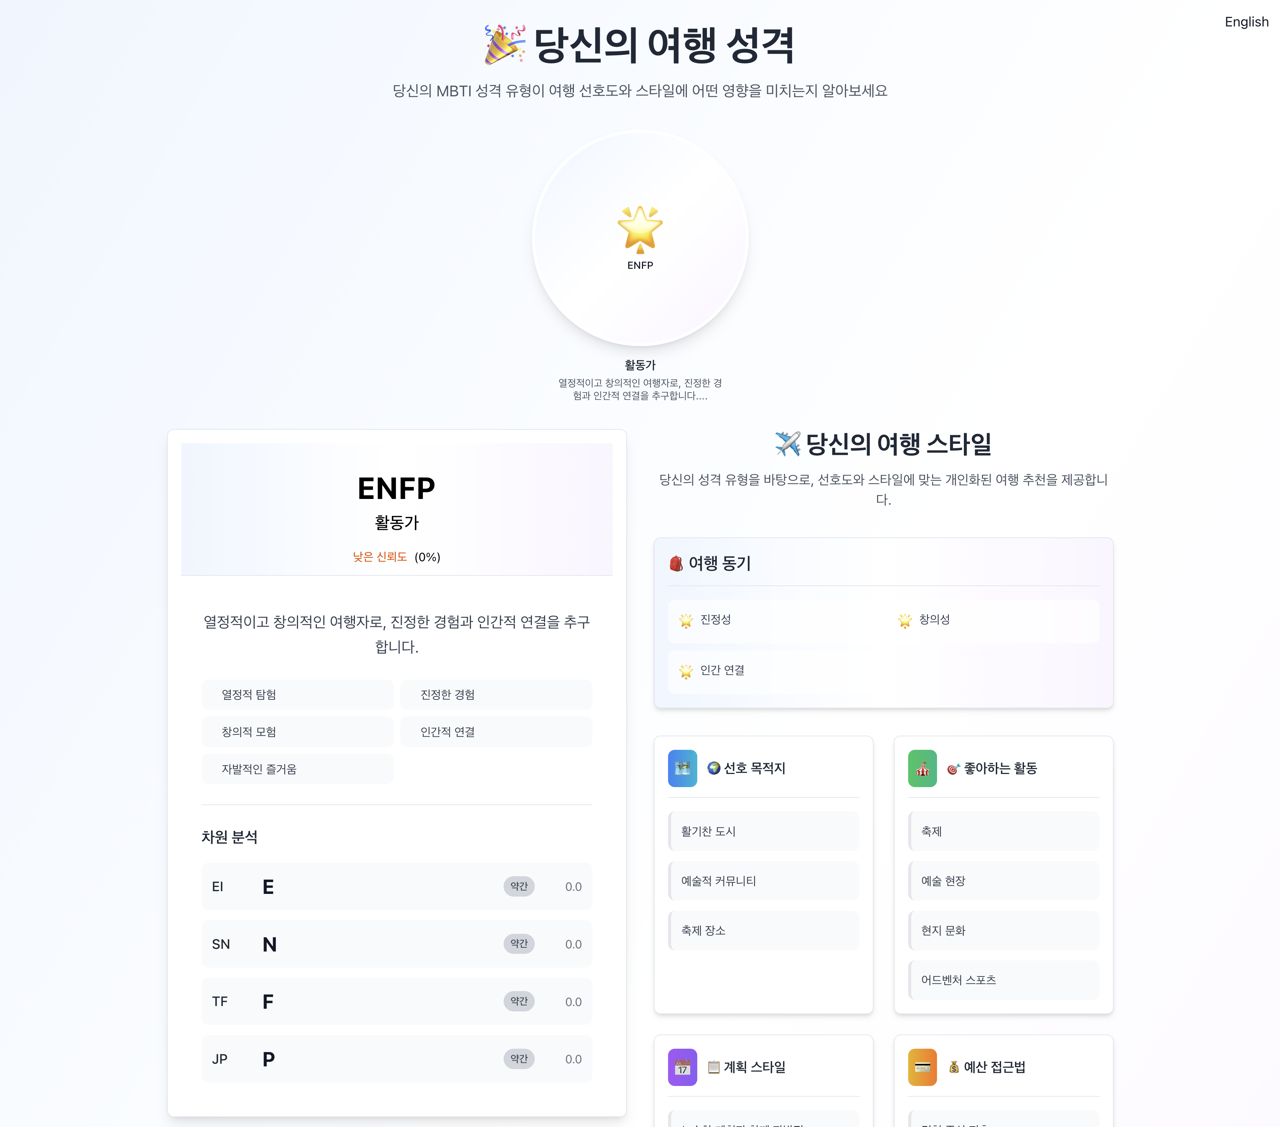 English
당신의 여행 성격
당신의 MBTI 성격 유형이 여행 선호도와 스타일에 어떤 영향을 미치는지 알아보세요
ENFP
활동가
열정적이고 창의적인 여행자로, 진정한 경
험과 인간적 연결을 추구합니다....
ENFP
활동가
낮은 신뢰도 (0%)
열정적이고 창의적인 여행자로, 진정한 경험과 인간적 연결을 추구
합니다.
열정적 탐험
진정한 경험
창의적 모험
인간적 연결
자발적인 즐거움
차원 분석
EI E 약간 0.0
SN N 약간 0.0
TF F 약간 0.0
JP P 약간 0.0
당신의 여행 스타일
당신의 성격 유형을 바탕으로, 선호도와 스타일에 맞는 개인화된 여행 추천을 제공합니
다.
여행 동기
진정성
창의성
인간 연결
선호 목적지
활기찬 도시
예술적 커뮤니티
축제 장소
좋아하는 활동
축제
예술 현장
현지 문화
어드벤처 스포츠
계획 스타일
예산 접근법